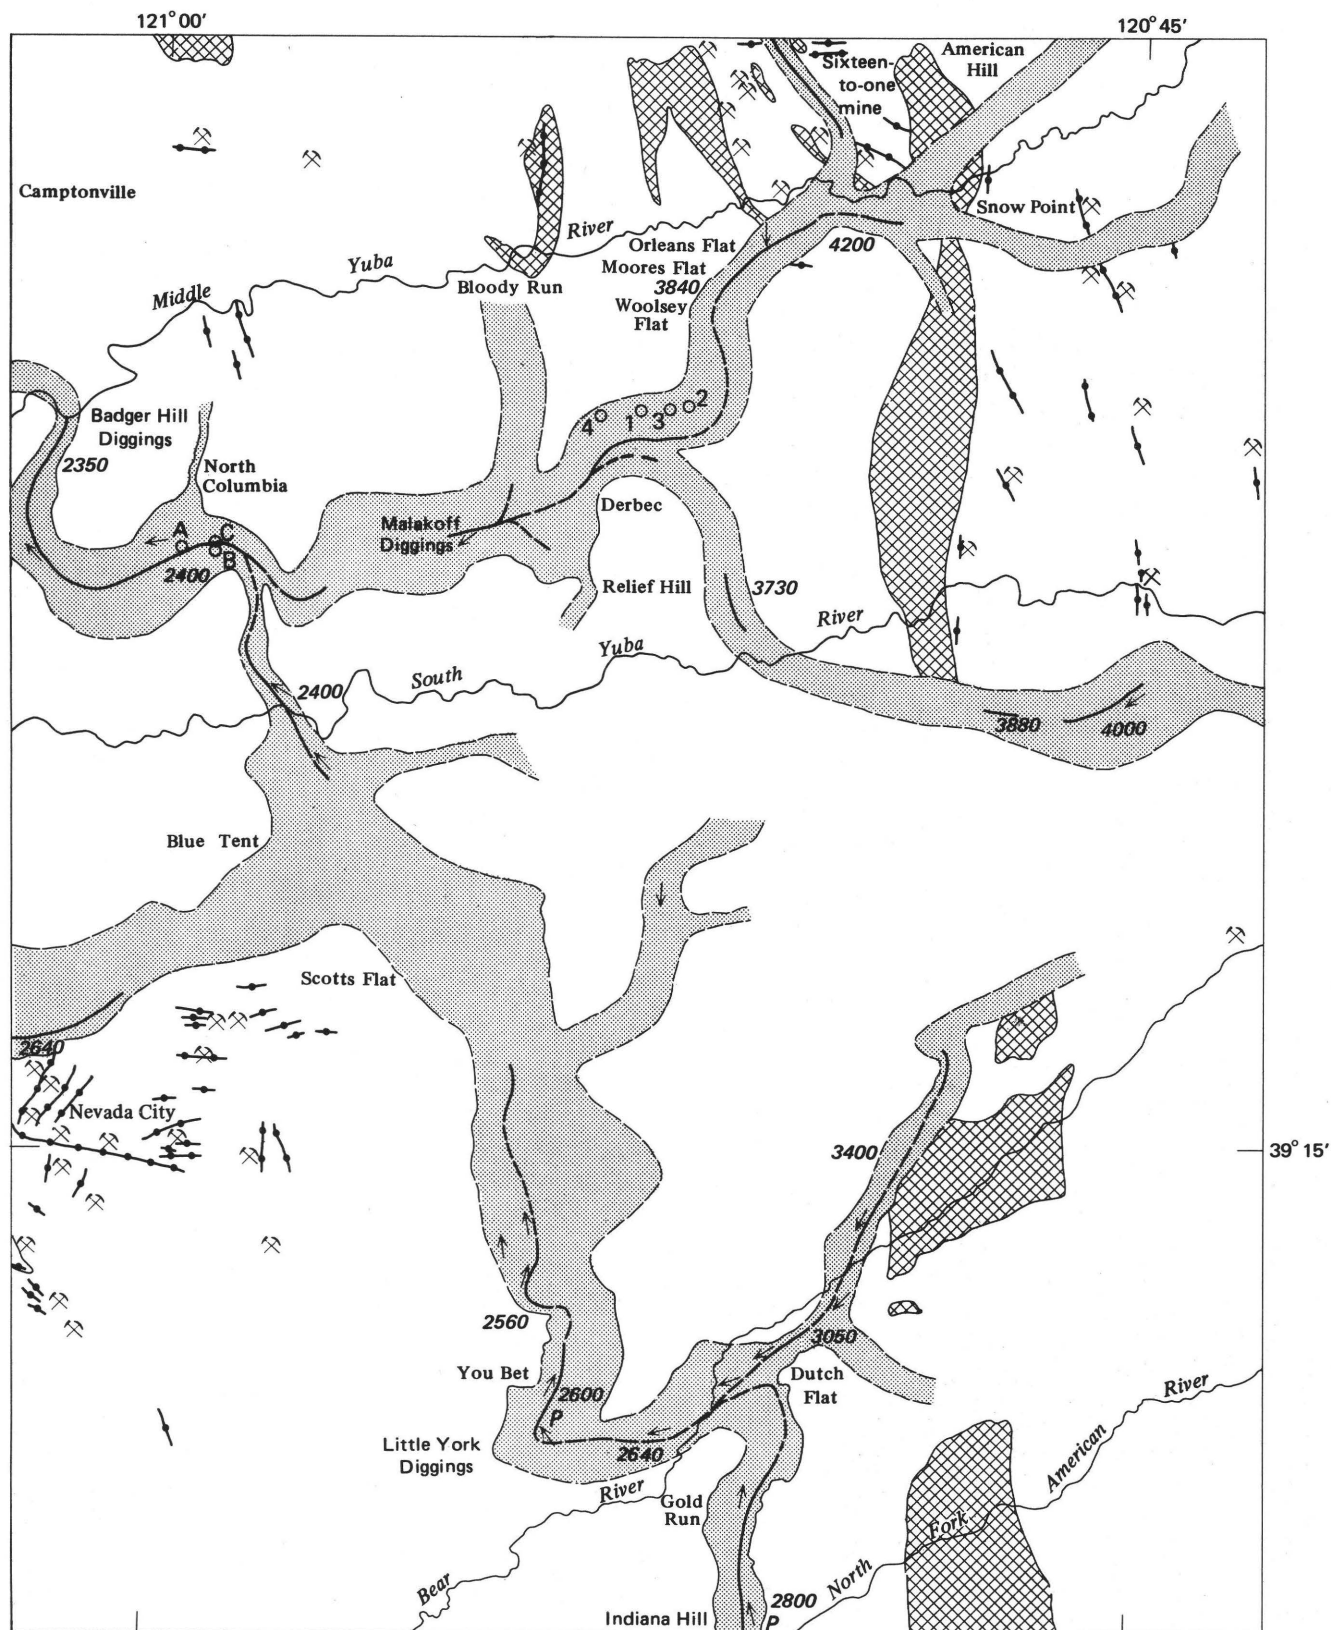 121°00'
120°45'
American
Hill
Sixteen-
to-one
mine
Camptonville
Snow Point
River
Orleans Flat
4200
Moores Flat
3840
Woolsey
Flat
Yuba
Middle
Bloody Run
Badger Hill
Diggings
2350
4
1
3
2
North
Columbia
Derbec
A
C
B
2400
Malakoff
Diggings
Relief Hill
3730
River
Yuba
South
2400
3880
4000
Blue Tent
Scotts Flat
2640
Nevada City
3400
39°15'
2560
3050
You Bet
2600
P
Dutch
Flat
River
Little York
Diggings
2640
American
River
Gold
Run
Fork
Bear
North
2800
Indiana Hill
P